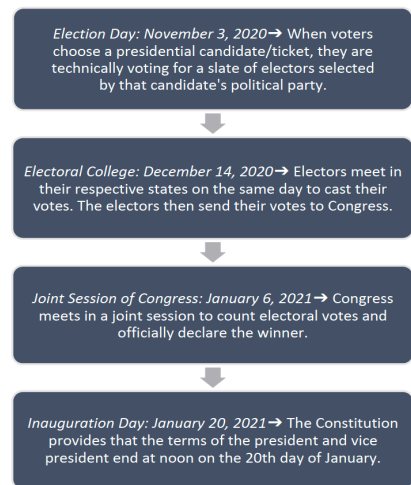 Election Day: November 3, 2020➔ When voters
choose a presidential candidate/ticket, they are
technically voting for a slate of electors selected
by that candidate's political party.
Electoral College: December 14, 2020➔ Electors meet in
their respective states on the same day to cast their
votes. The electors then send their votes to Congress.
Joint Session of Congress: January 6, 2021➔ Congress
meets in a joint session to count electoral votes and
officially declare the winner.
Inauguration Day: January 20, 2021➔ The Constitution
provides that the terms of the president and vice
president end at noon on the 20th day of January.